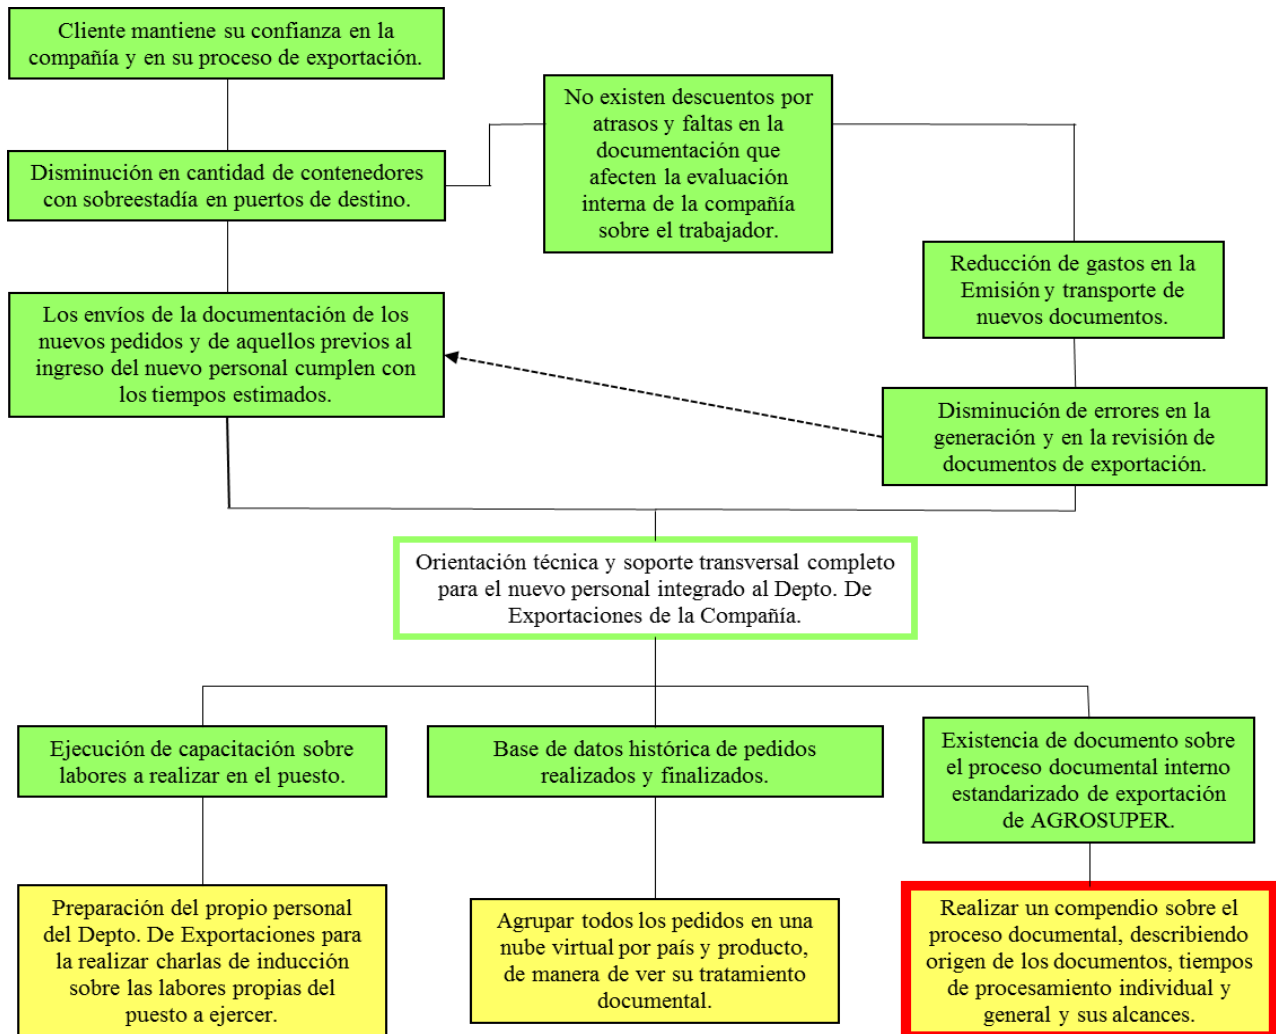 Cliente mantiene su confianza en la
compañía y en su proceso de exportación.
No existen descuentos por
atrasos y faltas en la
documentación que
afecten la evaluación
interna de la compañía
sobre el trabajador.
Disminución en cantidad de contenedores
con sobreestadía en puertos de destino.
Reducción de gastos en la
Emisión y transporte de
nuevos documentos.
Los envíos de la documentación de los
nuevos pedidos y de aquellos previos al
ingreso del nuevo personal cumplen con
los tiempos estimados.
Disminución de errores en la
generación y en la revisión de
documentos de exportación.
Orientación técnica y soporte transversal completo
para el nuevo personal integrado al Depto. De
Exportaciones de la Compañía.
Ejecución de capacitación sobre
labores a realizar en el puesto.
Base de datos histórica de pedidos
realizados y finalizados.
Existencia de documento sobre
el proceso documental interno
estandarizado de exportación
de AGROSUPER.
Preparación del propio personal
del Depto. De Exportaciones para
la realizar charlas de inducción
sobre las labores propias del
puesto a ejercer.
Agrupar todos los pedidos en una
nube virtual por país y producto,
de manera de ver su tratamiento
documental.
Realizar un compendio sobre el
proceso documental, describiendo
origen de los documentos, tiempos
de procesamiento individual y
general y sus alcances.